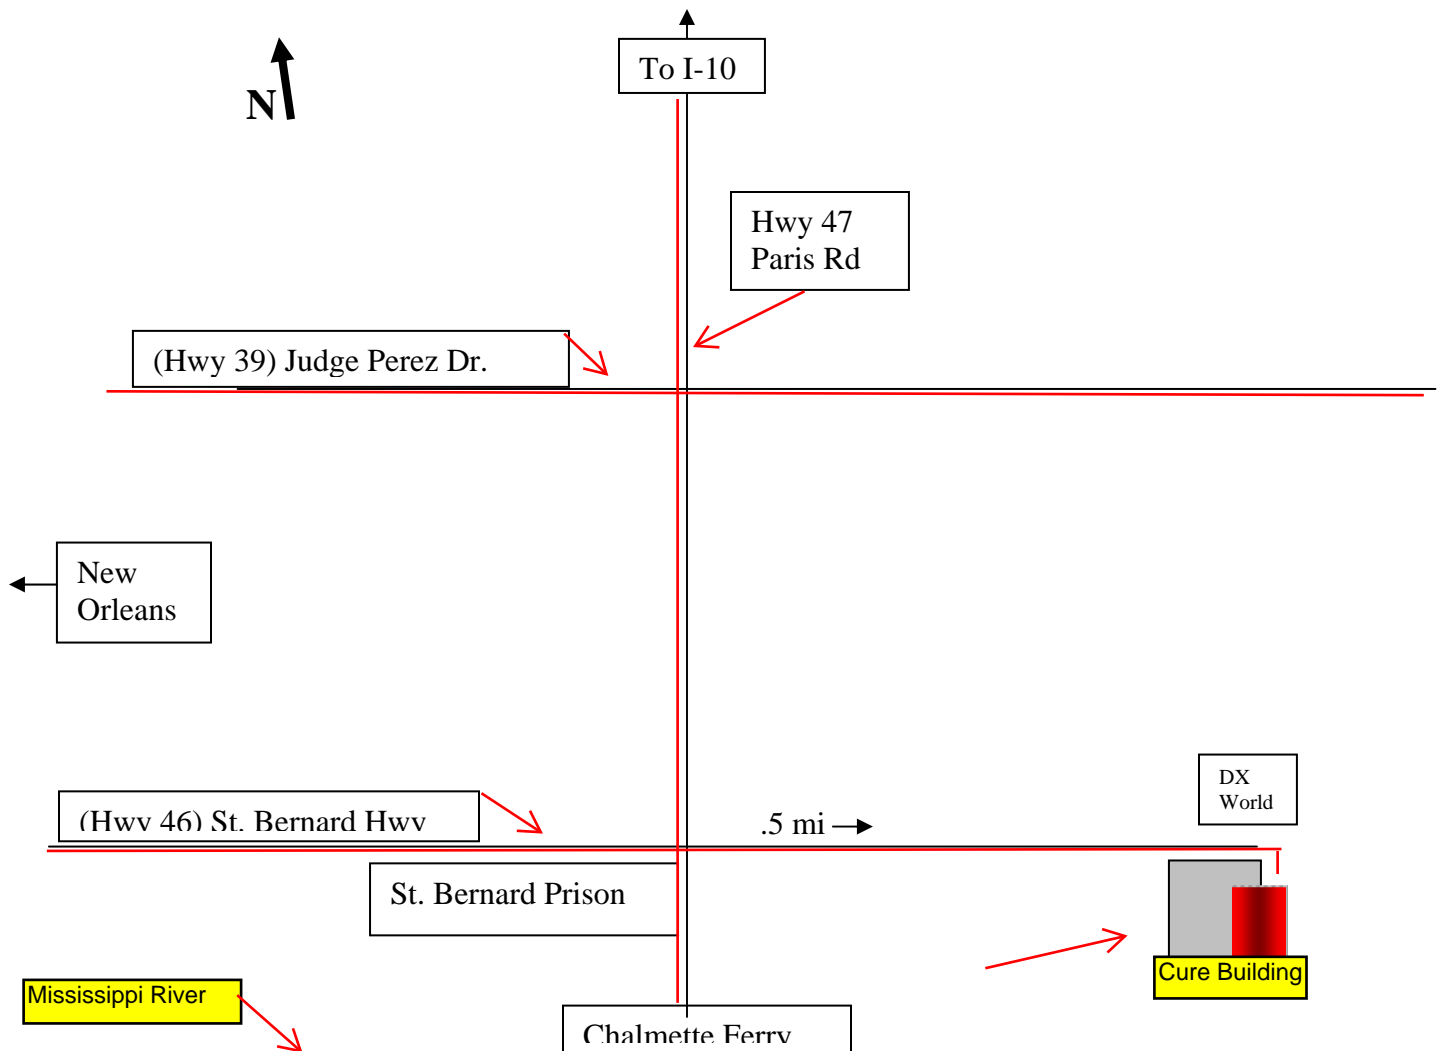 To I-10
N
Hwy 47
Paris Rd
(Hwy 39) Judge Perez Dr.
New
Orleans
DX
World
(Hwy 46) St. Bernard Hwy
.5 mi
St. Bernard Prison
Cure Building
Mississippi River
Chalmette Ferry